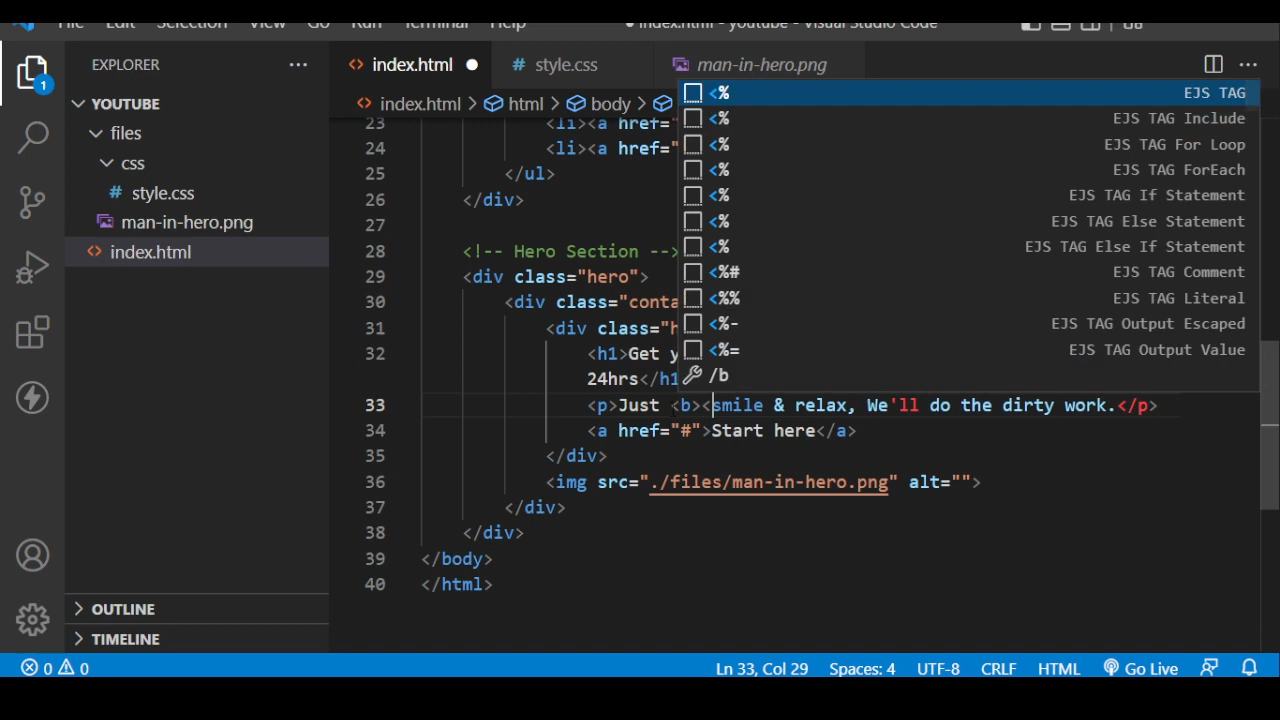 File Edit Selection View Go Run Terminal Help ● index.html - youtube - Visual Studio Code
EXPLORER ···
YOUTUBE
files
css
# style.css
man-in-hero.png
<> index.html
OUTLINE
TIMELINE
1
<> index.html ● # style.css man-in-hero.png ···
<> index.html > html > body >
23 <li><a href="
24 <li><a href="
25 </ul>
26 </div>
27
28 <!-- Hero Section -->
29 <div class="hero">
30 <div class="conta
31 <div class="h
32 <h1>Get y
24hrs</h1
33 <p>Just <b><smile & relax, We'll do the dirty work.</p>
34 <a href="#">Start here</a>
35 </div>
36 <img src="./files/man-in-hero.png" alt="">
37 </div>
38 </div>
39 </body>
40 </html>
<% EJS TAG
<% EJS TAG Include
<% EJS TAG For Loop
<% EJS TAG ForEach
<% EJS TAG If Statement
<% EJS TAG Else Statement
<% EJS TAG Else If Statement
<%# EJS TAG Comment
<%% EJS TAG Literal
<%- EJS TAG Output Escaped
<%= EJS TAG Output Value
/b
0 0 Ln 33, Col 29 Spaces: 4 UTF-8 CRLF HTML Go Live